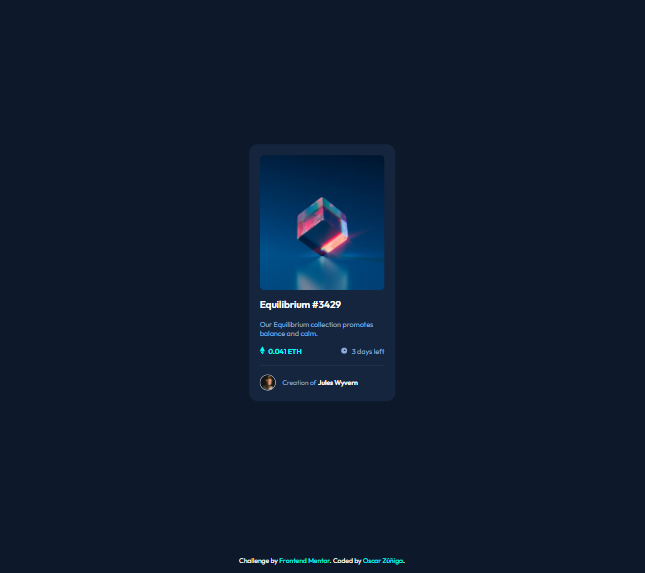 Equilibrium #3429
Our Equilibrium collection promotes
balance and calm.
0.041 ETH
3 days left
Creation of Jules Wyvern
Challenge by Frontend Mentor. Coded by Oscar Zúñiga.